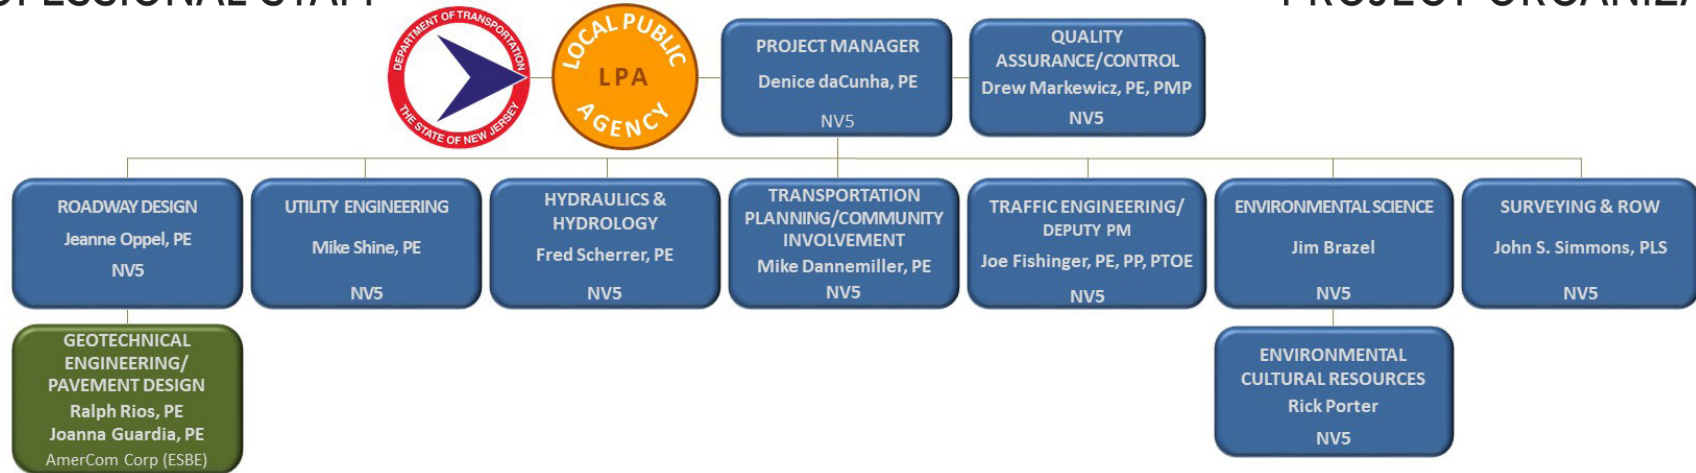 DEPARTMENT OF TRANSPORTATION
THE STATE OF NEW JERSEY
LOCAL PUBLIC
LPA
AGENCY
PROJECT MANAGER
Denice daCunha, PE
NV5
QUALITY
ASSURANCE/CONTROL
Drew Markewicz, PE, PMP
NV5
ROADWAY DESIGN
Jeanne Oppel, PE
NV5
UTILITY ENGINEERING
Mike Shine, PE
NV5
HYDRAULICS &
HYDROLOGY
Fred Scherrer, PE
NV5
TRANSPORTATION
PLANNING/COMMUNITY
INVOLVEMENT
Mike Dannemiller, PE
NV5
TRAFFIC ENGINEERING/
DEPUTY PM
Joe Fishinger, PE, PP, PTOE
NV5
ENVIRONMENTAL SCIENCE
Jim Brazel
NV5
SURVEYING & ROW
John S. Simmons, PLS
NV5
GEOTECHNICAL
ENGINEERING/
PAVEMENT DESIGN
Ralph Rios, PE
Joanna Guardia, PE
AmerCom Corp (ESBE)
ENVIRONMENTAL
CULTURAL RESOURCES
Rick Porter
NV5